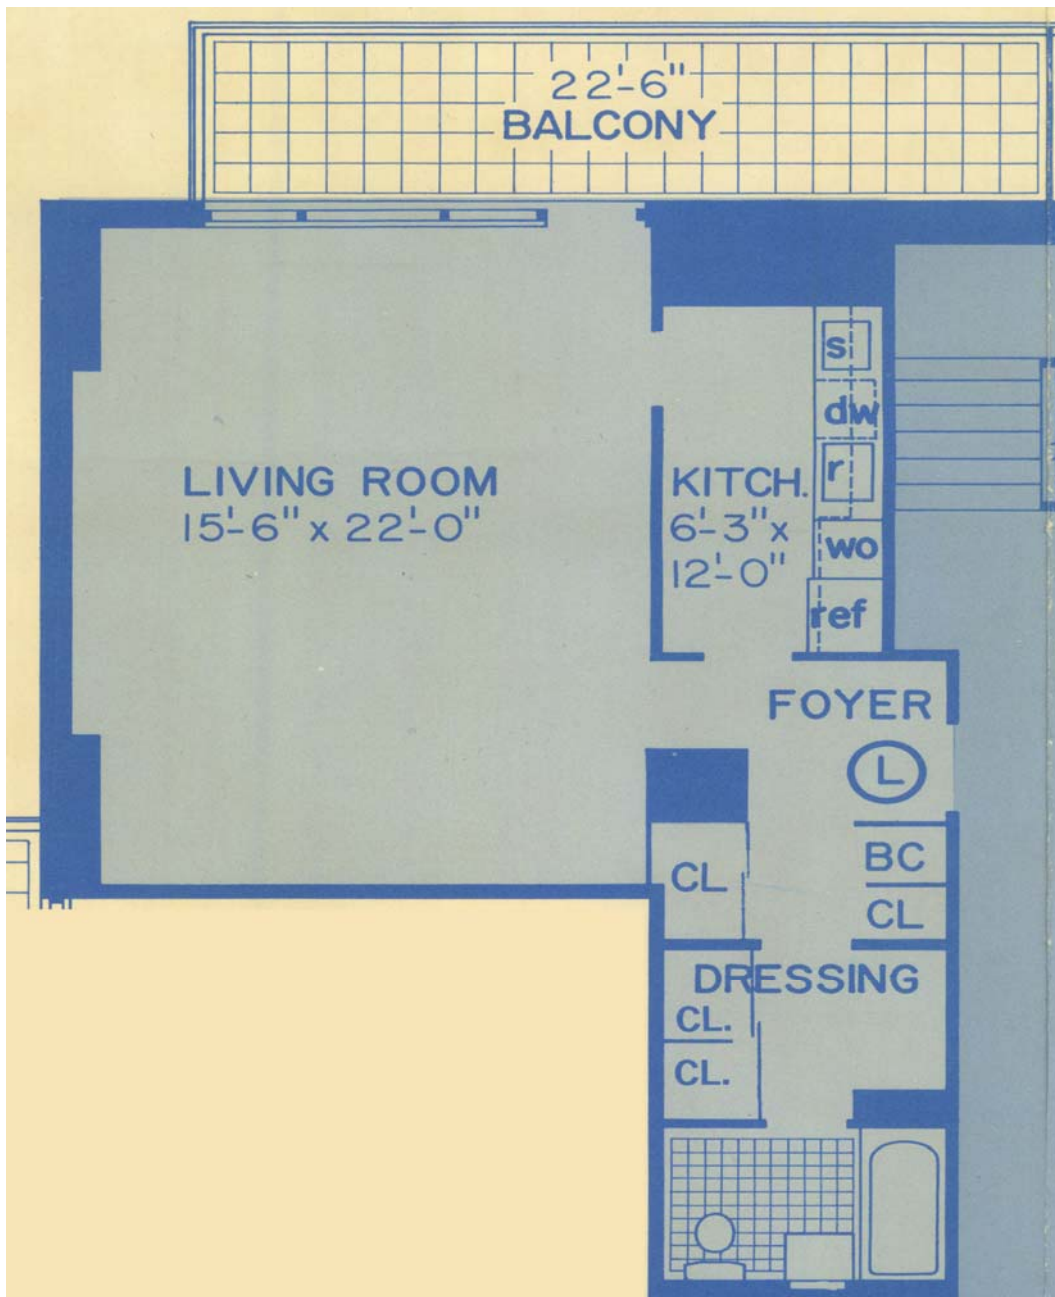 22'-6"
BALCONY
LIVING ROOM
15'-6" x 22'-0"
KITCH.
6'-3" x
12'-0"
s
dw
r
wo
ref
FOYER
L
CL
BC
CL
DRESSING
CL.
CL.